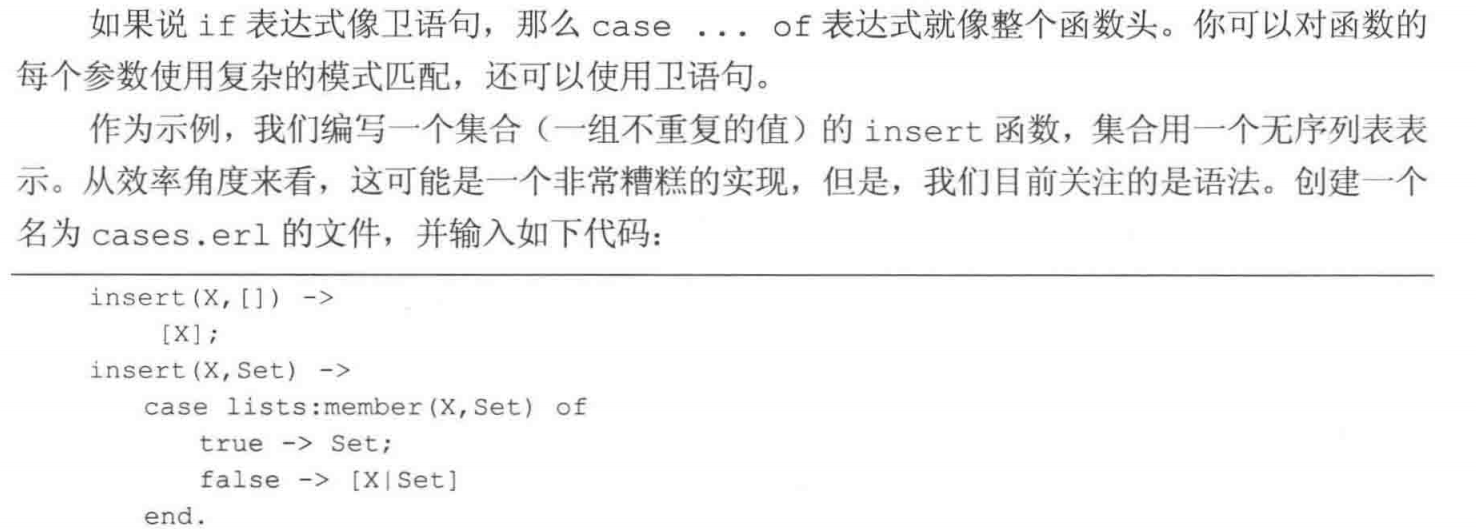 如果说 if 表达式像卫语句，那么 case ... of 表达式就像整个函数头。你可以对函数的
每个参数使用复杂的模式匹配，还可以使用卫语句。
作为示例，我们编写一个集合（一组不重复的值）的 insert 函数，集合用一个无序列表表
示。从效率角度来看，这可能是一个非常糟糕的实现，但是，我们目前关注的是语法。创建一个
名为 cases.erl 的文件，并输入如下代码：
insert(X,[]) ->
[X];
insert(X,Set) ->
case lists:member(X,Set) of
true -> Set;
false -> [X|Set]
end.